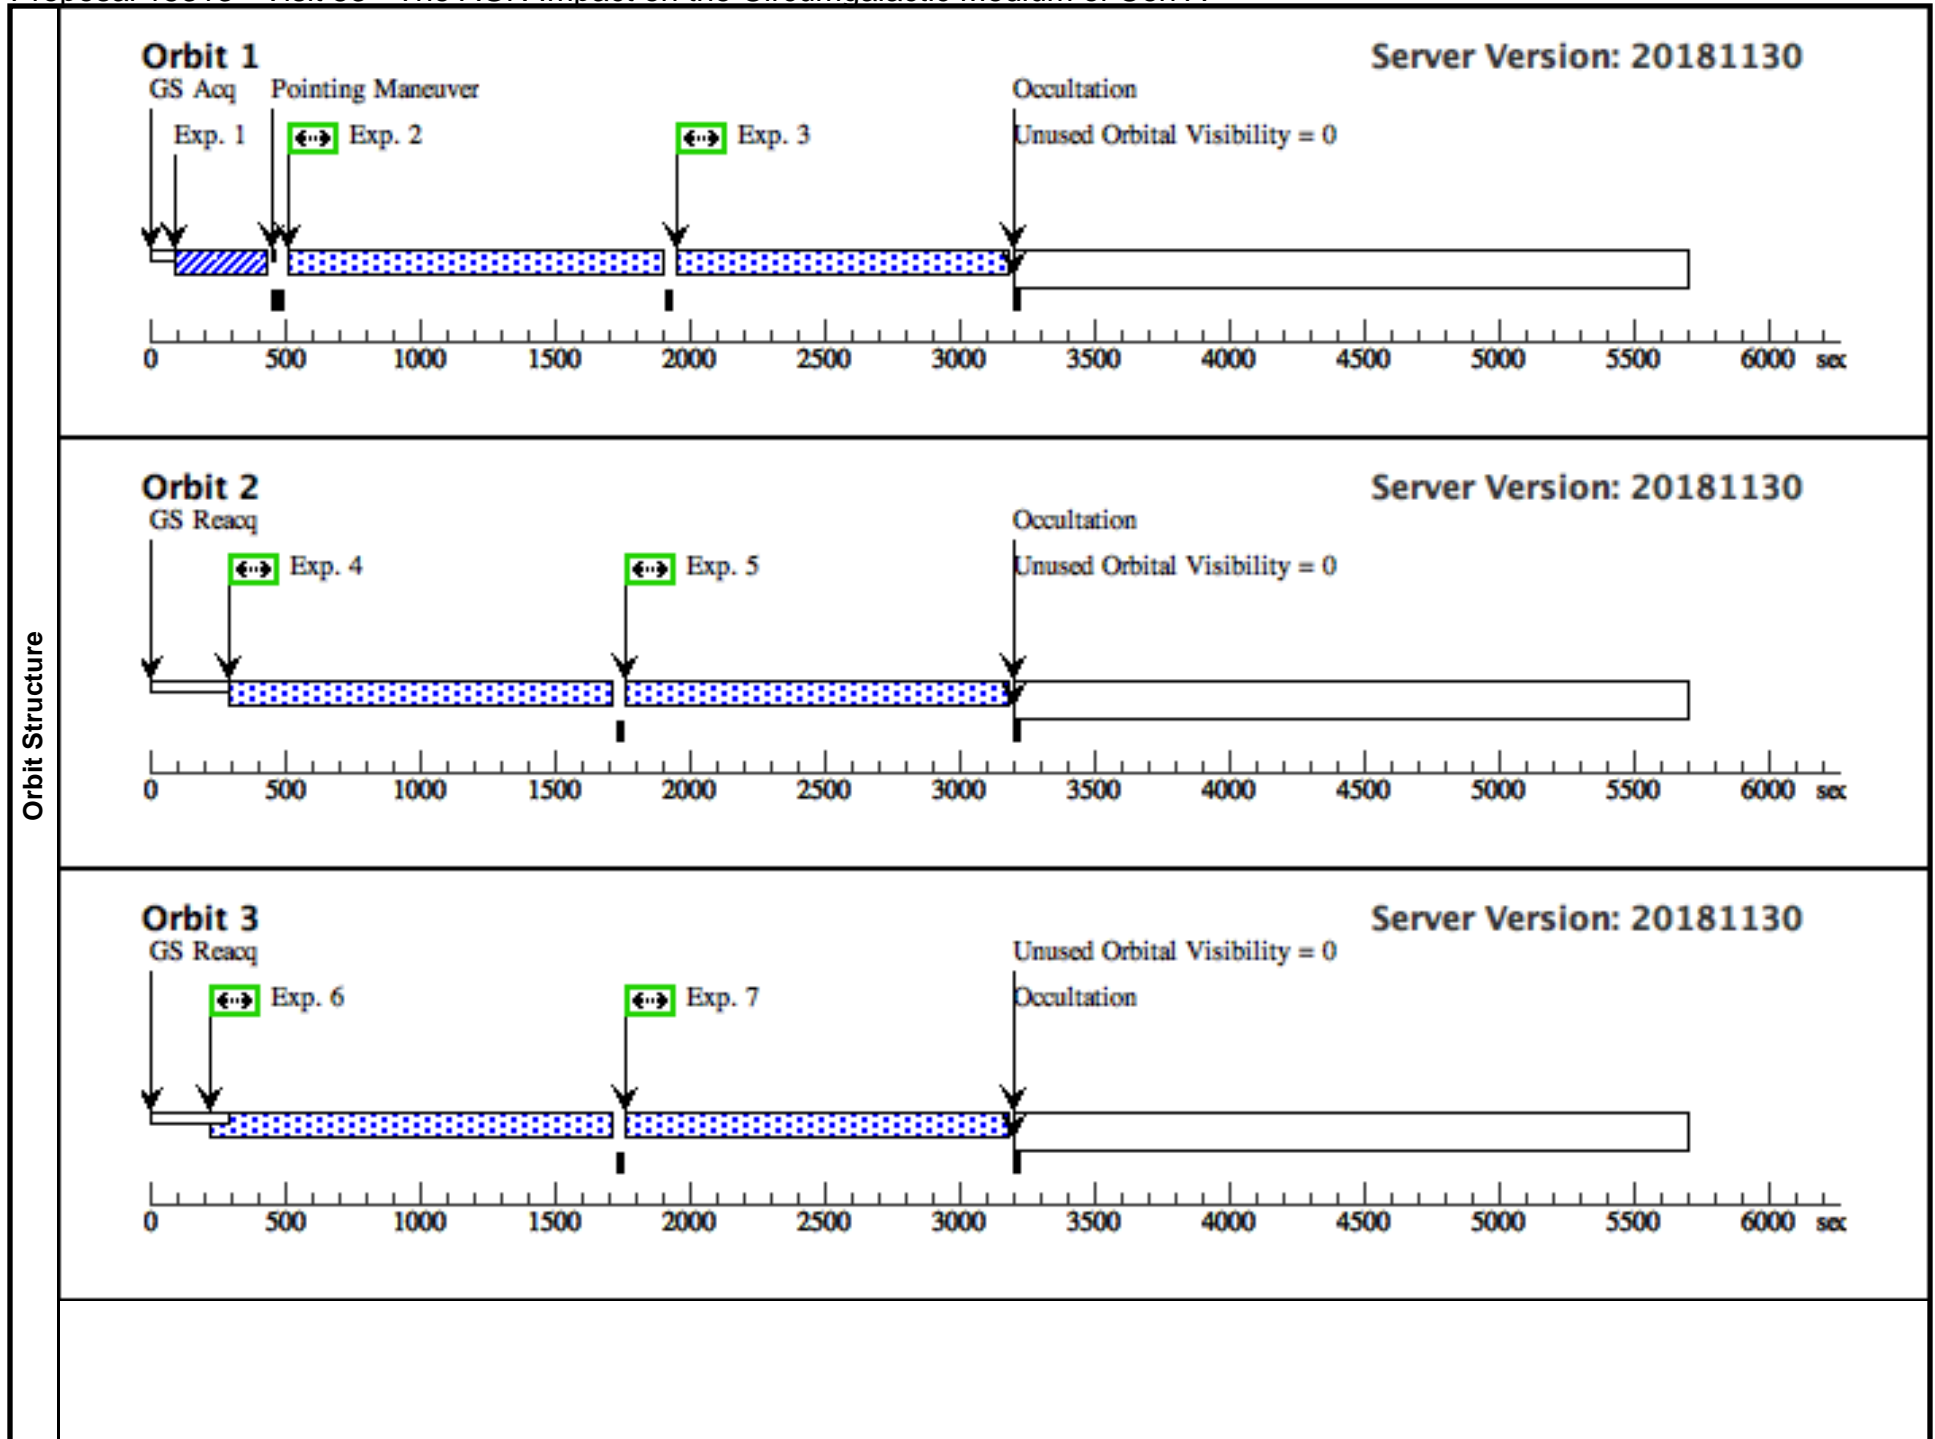 Orbit Structure
Orbit 1
Server Version: 20181130
GS Acq Pointing Maneuver Occultation
Exp. 1 Exp. 2 Exp. 3 Unused Orbital Visibility = 0
0 500 1000 1500 2000 2500 3000 3500 4000 4500 5000 5500 6000 sec
Orbit 2
Server Version: 20181130
GS Reacq Occultation
Exp. 4 Exp. 5 Unused Orbital Visibility = 0
0 500 1000 1500 2000 2500 3000 3500 4000 4500 5000 5500 6000 sec
Orbit 3
Server Version: 20181130
GS Reacq Unused Orbital Visibility = 0
Exp. 6 Exp. 7 Occultation
0 500 1000 1500 2000 2500 3000 3500 4000 4500 5000 5500 6000 sec